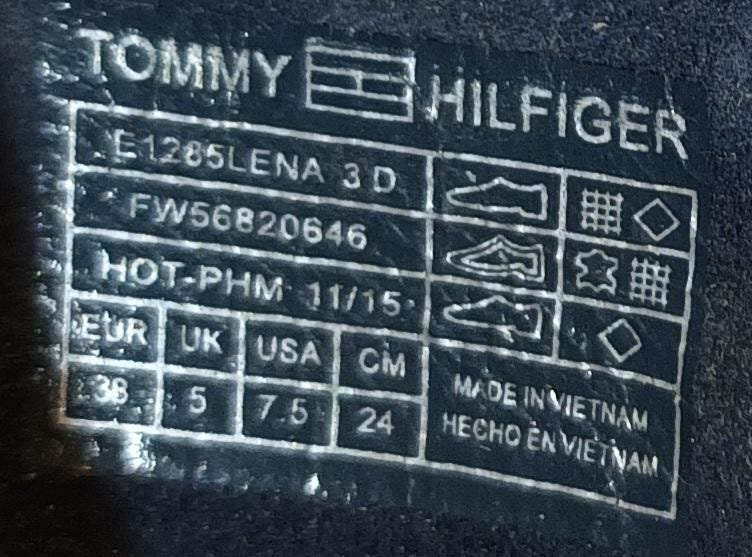 TOMMY HILFIGER
E1285LENA 3 D
FW56820646
HOT-PHM 11/15
EUR UK USA CM
38 5 7.5 24
MADE IN VIETNAM
HECHO EN VIETNAM